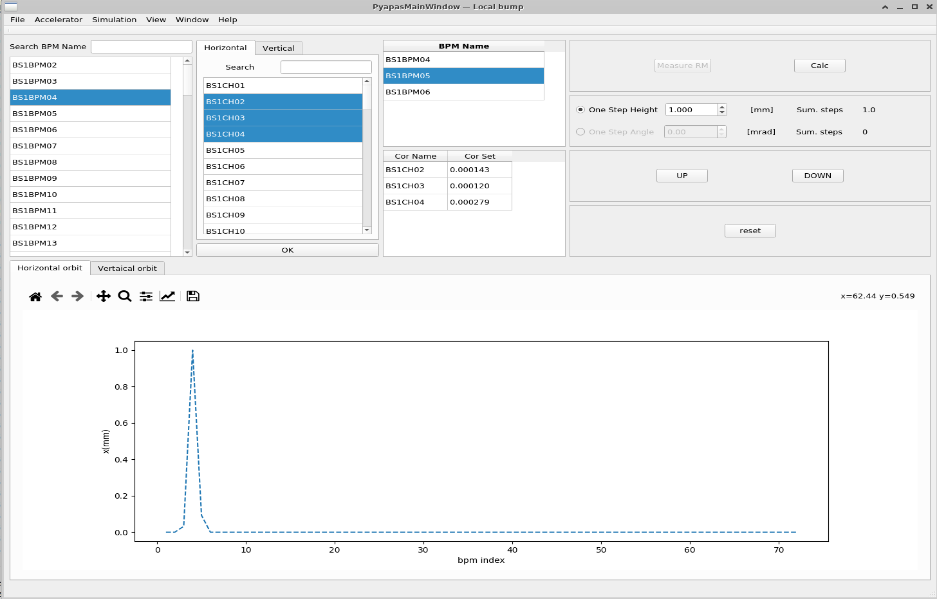 PyapasMainWindow — Local bump
File Accelerator Simulation View Window Help
Search BPM Name
BS1BPM02
BS1BPM03
BS1BPM04
BS1BPM05
BS1BPM06
BS1BPM07
BS1BPM08
BS1BPM09
BS1BPM10
BS1BPM11
BS1BPM12
BS1BPM13
Horizontal Vertical
Search
BS1CH01
BS1CH02
BS1CH03
BS1CH04
BS1CH05
BS1CH06
BS1CH07
BS1CH08
BS1CH09
BS1CH10
OK
BPM Name
BS1BPM04
BS1BPM05
BS1BPM06
Cor Name Cor Set
BS1CH02 0.000143
BS1CH03 0.000120
BS1CH04 0.000279
Measure RM Calc
One Step Height 1.000 [mm] Sum. steps 1.0
One Step Angle 0.00 [mrad] Sum. steps 0
UP DOWN
reset
Horizontal orbit Vertaical orbit
x=62.44 y=0.549
1.0
0.8
0.6
0.4
0.2
0.0
x(mm)
0 10 20 30 40 50 60 70
bpm index